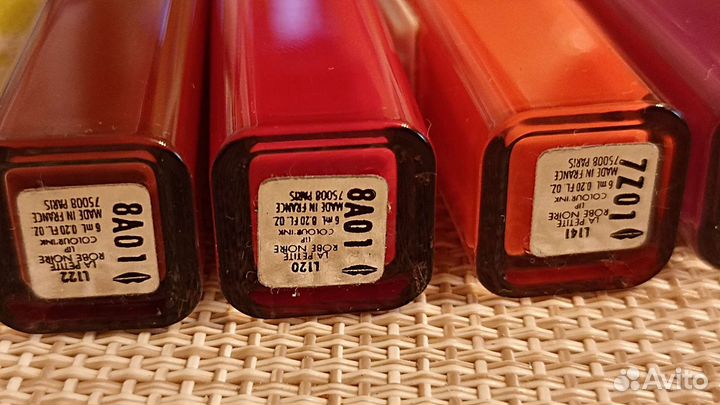 LA PETITE
ROBE NOIRE
LIP
COLOUR'INK
6 mL 0.20 FL. OZ.
MADE IN FRANCE
75008 PARIS
L122
8A01
LA PETITE
ROBE NOIRE
LIP
COLOUR'INK
6 mL 0.20 FL. OZ.
MADE IN FRANCE
75008 PARIS
L120
8A01
LA PETITE
ROBE NOIRE
LIP
COLOUR'INK
6 mL 0.20 FL. OZ.
MADE IN FRANCE
75008 PARIS
L141
7Z01
Avito